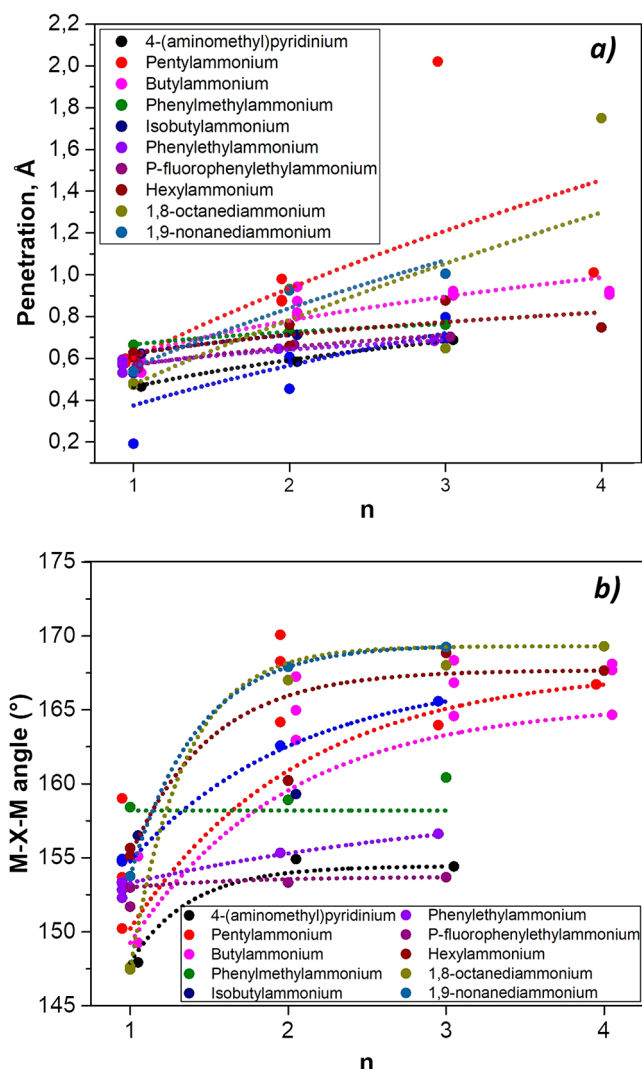 a)
4-(aminomethyl)pyridinium
Pentylammonium
Butylammonium
Phenylmethylammonium
Isobutylammonium
Phenylethylammonium
P-fluorophenylethylammonium
Hexylammonium
1,8-octanediammonium
1,9-nonanediammonium
Penetration, Å
2,2
2,0
1,8
1,6
1,4
1,2
1,0
0,8
0,6
0,4
0,2
1 2 3 4
n
b)
M-X-M angle (°)
175
170
165
160
155
150
145
4-(aminomethyl)pyridinium Phenylethylammonium
Pentylammonium P-fluorophenylethylammonium
Butylammonium Hexylammonium
Phenylmethylammonium 1,8-octanediammonium
Isobutylammonium 1,9-nonanediammonium
1 2 3 4
n